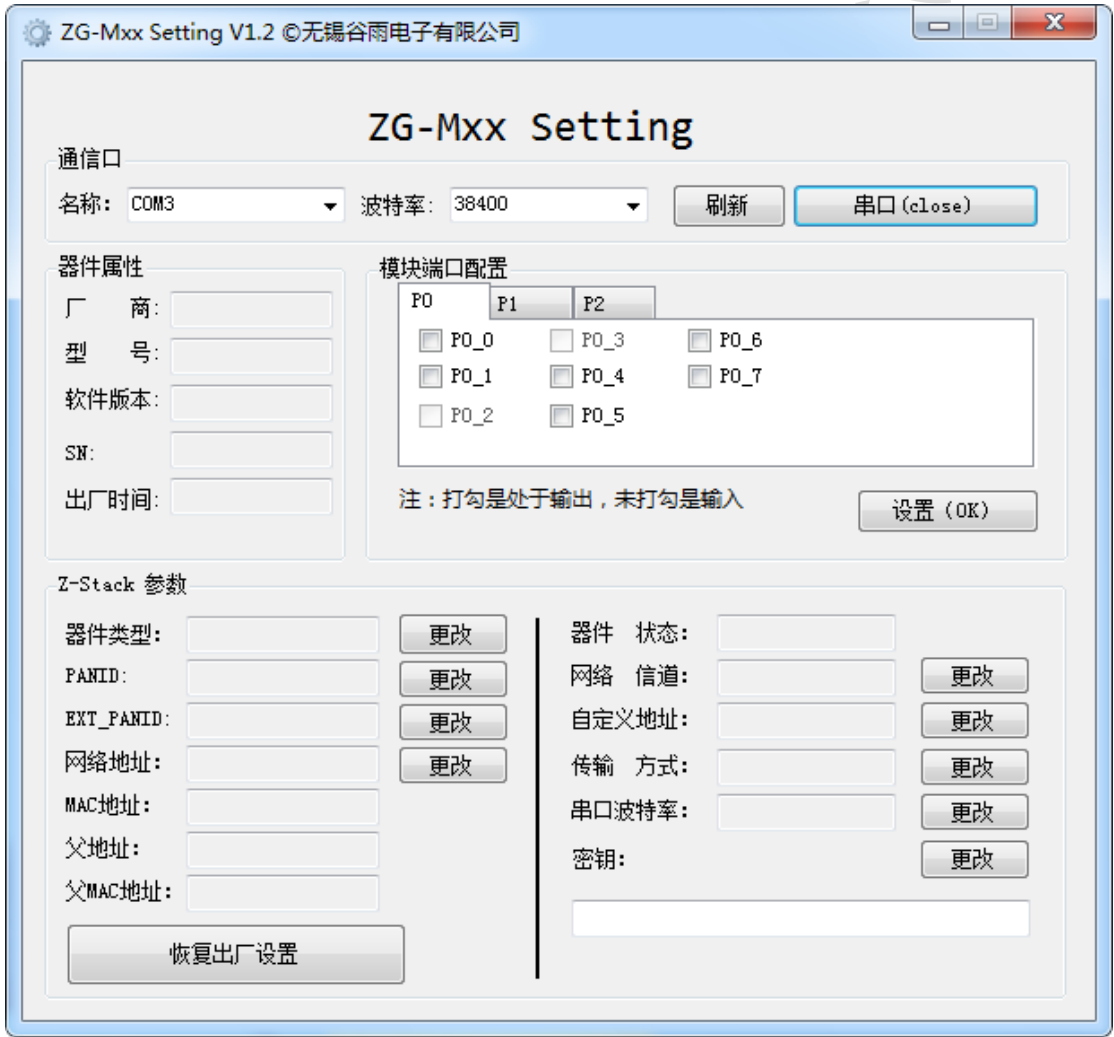 ZG-Mxx Setting V1.2 ©无锡谷雨电子有限公司
ZG-Mxx Setting
通信口
名称: COM3 波特率: 38400 刷新 串口(close)
器件属性
厂 商:
型 号:
软件版本:
SN:
出厂时间:
模块端口配置
P0 P1 P2
P0_0 P0_3 P0_6
P0_1 P0_4 P0_7
P0_2 P0_5
注：打勾是处于输出，未打勾是输入
设置 (OK)
Z-Stack 参数
器件类型: 更改
PANID: 更改
EXT_PANID: 更改
网络地址: 更改
MAC地址:
父地址:
父MAC地址:
恢复出厂设置
器件 状态:
网络 信道: 更改
自定义地址: 更改
传输 方式: 更改
串口波特率: 更改
密钥: 更改